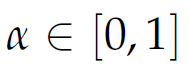 α ∈ [0, 1]